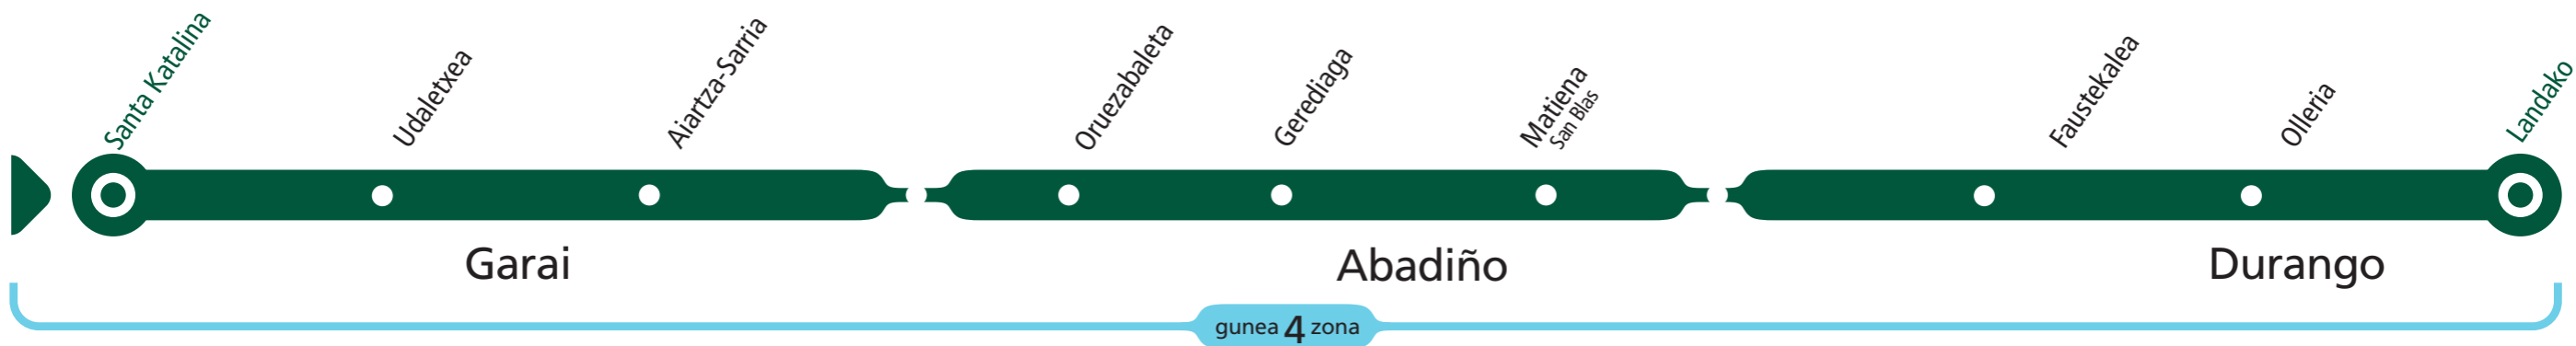 Santa Katalina
Udaletxea
Aiartza-Sarria
Oruezabaleta
Gerediaga
Matiena
San Blas
Faustekalea
Olleria
Landako
Garai
Abadiño
Durango
gunea 4 zona